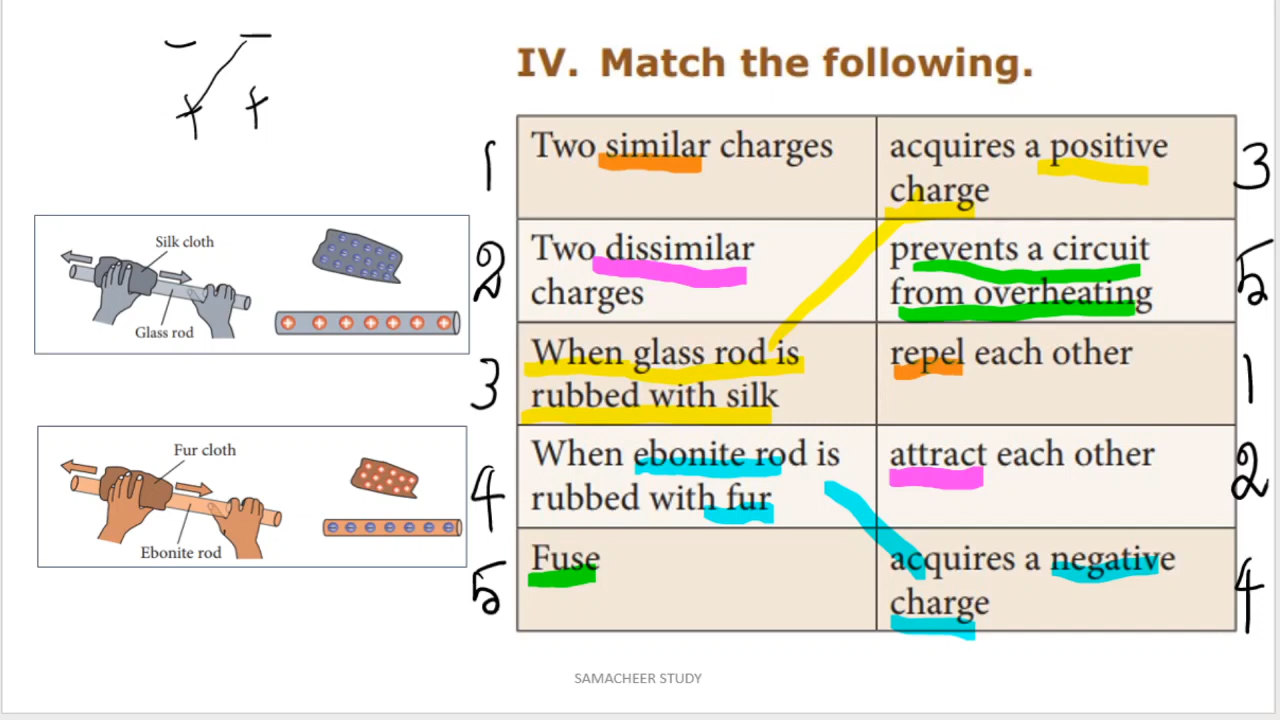 − −
+ +
IV. Match the following.
1
Two similar charges
acquires a positive
charge
3
2
Two dissimilar
charges
prevents a circuit
from overheating
5
3
When glass rod is
rubbed with silk
repel each other
1
4
When ebonite rod is
rubbed with fur
attract each other
2
5
Fuse
acquires a negative
charge
4
Silk cloth
Glass rod
+ + + + + + +
Fur cloth
Ebonite rod
− − − − − − −
SAMACHEER STUDY